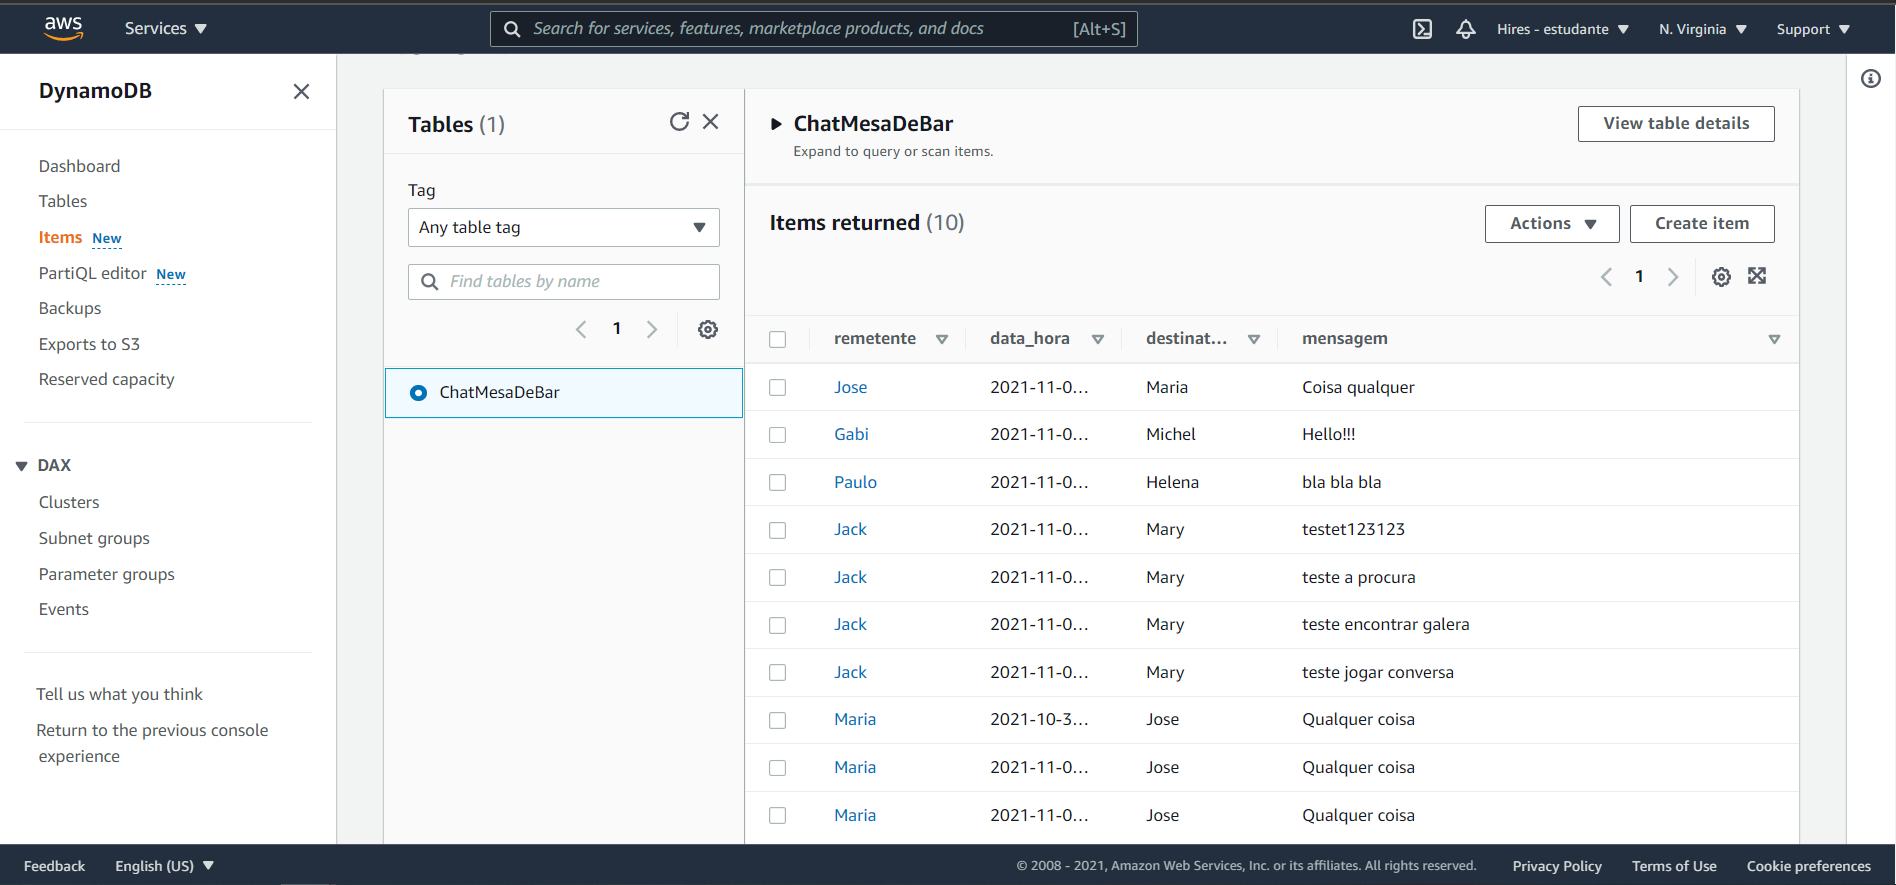 aws Services Search for services, features, marketplace products, and docs [Alt+S] Hires - estudante N. Virginia Support
DynamoDB
Dashboard
Tables
Items New
PartiQL editor New
Backups
Exports to S3
Reserved capacity
DAX
Clusters
Subnet groups
Parameter groups
Events
Tell us what you think
Return to the previous console
experience
Tables (1)
Tag
Any table tag
Find tables by name
1
ChatMesaDeBar
ChatMesaDeBar
Expand to query or scan items.
View table details
Items returned (10)
Actions Create item
1
remetente data_hora destinat... mensagem
Jose 2021-11-0... Maria Coisa qualquer
Gabi 2021-11-0... Michel Hello!!!
Paulo 2021-11-0... Helena bla bla bla
Jack 2021-11-0... Mary testet123123
Jack 2021-11-0... Mary teste a procura
Jack 2021-11-0... Mary teste encontrar galera
Jack 2021-11-0... Mary teste jogar conversa
Maria 2021-10-3... Jose Qualquer coisa
Maria 2021-11-0... Jose Qualquer coisa
Maria 2021-11-0... Jose Qualquer coisa
Feedback English (US) © 2008 - 2021, Amazon Web Services, Inc. or its affiliates. All rights reserved. Privacy Policy Terms of Use Cookie preferences